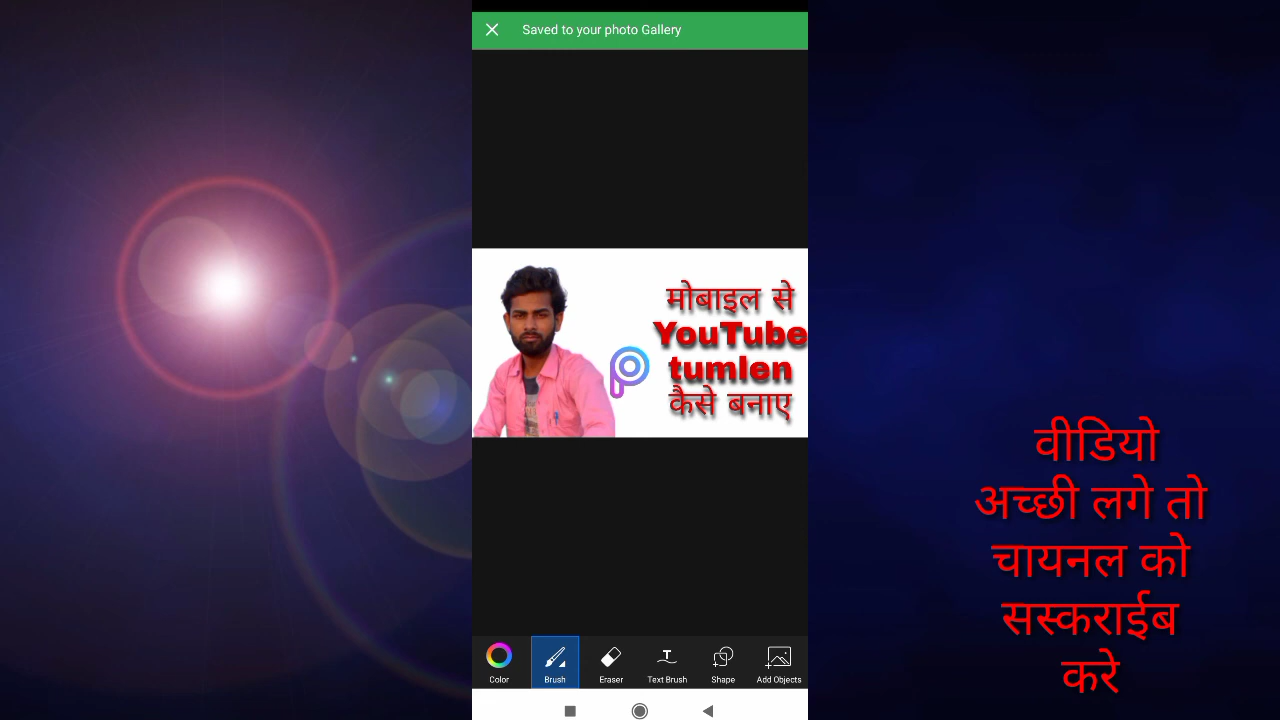 Saved to your photo Gallery
मोबाइल से
YouTube
tumlen
कैसे बनाए
Color
Brush
Eraser
Text Brush
Shape
Add Objects
वीडियो
अच्छी लगे तो
चायनल को
सस्कराईब
करे